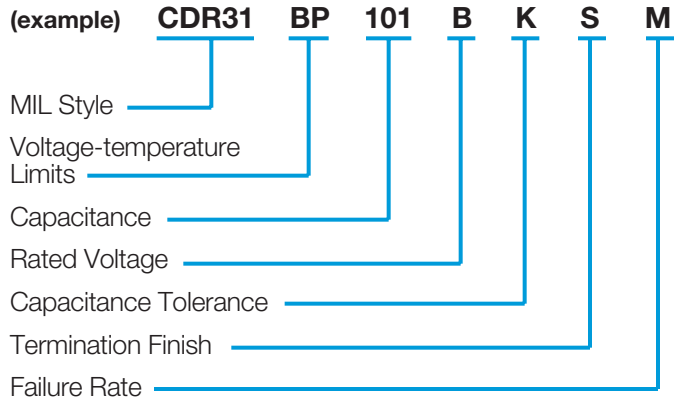 (example) CDR31 BP 101 B K S M
MIL Style
Voltage-temperature
Limits
Capacitance
Rated Voltage
Capacitance Tolerance
Termination Finish
Failure Rate